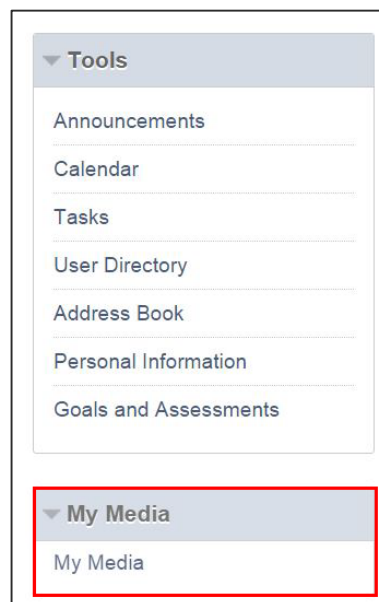 Tools
Announcements
Calendar
Tasks
User Directory
Address Book
Personal Information
Goals and Assessments
My Media
My Media